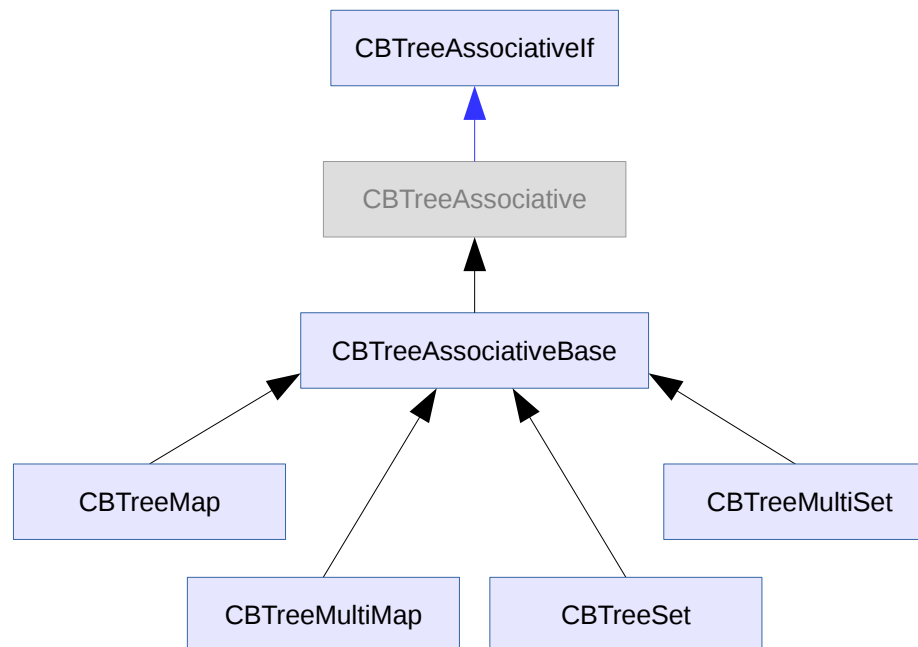 CBTreeAssociativeIf
CBTreeAssociative
CBTreeAssociativeBase
CBTreeMap
CBTreeMultiSet
CBTreeMultiMap
CBTreeSet